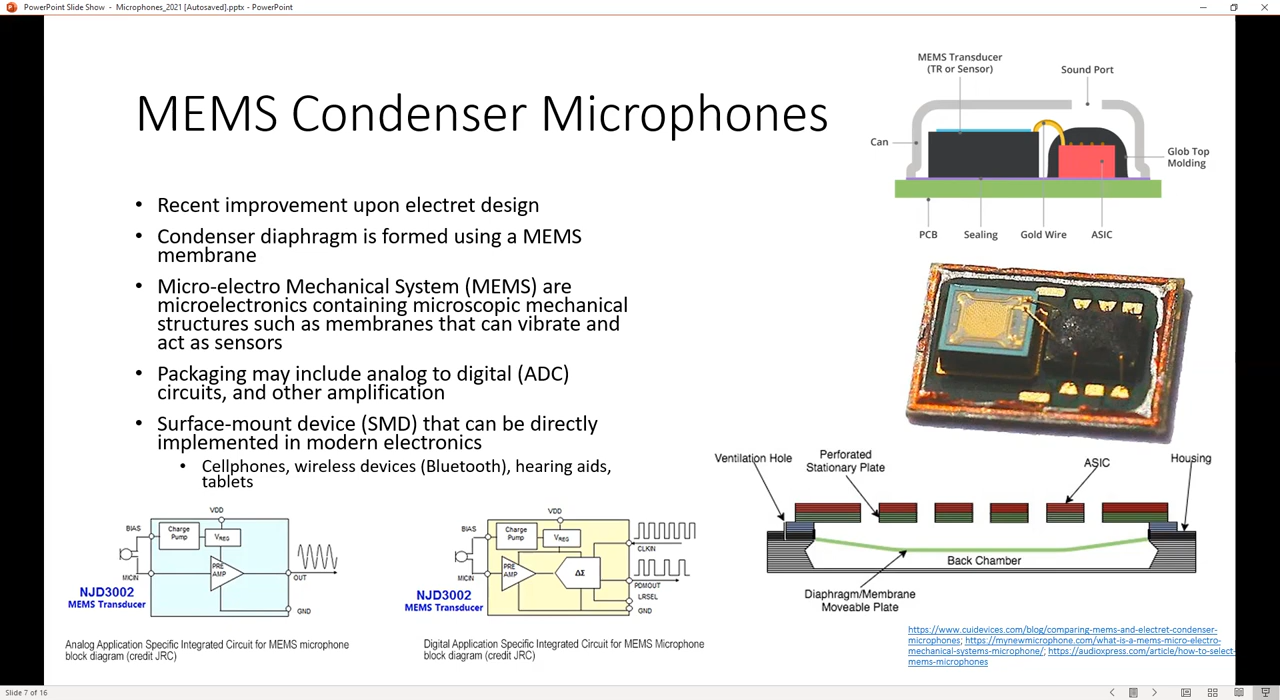 PowerPoint Slide Show - Microphones_2021 [Autosaved].pptx - PowerPoint
MEMS Condenser Microphones
• Recent improvement upon electret design
• Condenser diaphragm is formed using a MEMS
membrane
• Micro-electro Mechanical System (MEMS) are
microelectronics containing microscopic mechanical
structures such as membranes that can vibrate and
act as sensors
• Packaging may include analog to digital (ADC)
circuits, and other amplification
• Surface-mount device (SMD) that can be directly
implemented in modern electronics
• Cellphones, wireless devices (Bluetooth), hearing aids,
tablets
MEMS Transducer
(TR or Sensor)
Sound Port
Can
Glob Top
Molding
PCB
Sealing
Gold Wire
ASIC
Ventilation Hole
Perforated
Stationary Plate
ASIC
Housing
Back Chamber
Diaphragm/Membrane
Moveable Plate
VDD
BIAS
Charge
Pump
VREG
PRE
AMP
MICIN
OUT
GND
NJD3002
MEMS Transducer
Analog Application Specific Integrated Circuit for MEMS microphone
block diagram (credit JRC)
VDD
BIAS
Charge
Pump
VREG
CLKIN
PRE
AMP
ΔΣ
MICIN
PDMOUT
LRSEL
GND
NJD3002
MEMS Transducer
Digital Application Specific Integrated Circuit for MEMS Microphone
block diagram (credit JRC)
https://www.cuidevices.com/blog/comparing-mems-and-electret-condenser-
microphones; https://mynewmicrophone.com/what-is-a-mems-micro-electro-
mechanical-systems-microphone/; https://audioxpress.com/article/how-to-select-
mems-microphones
Slide 7 of 16